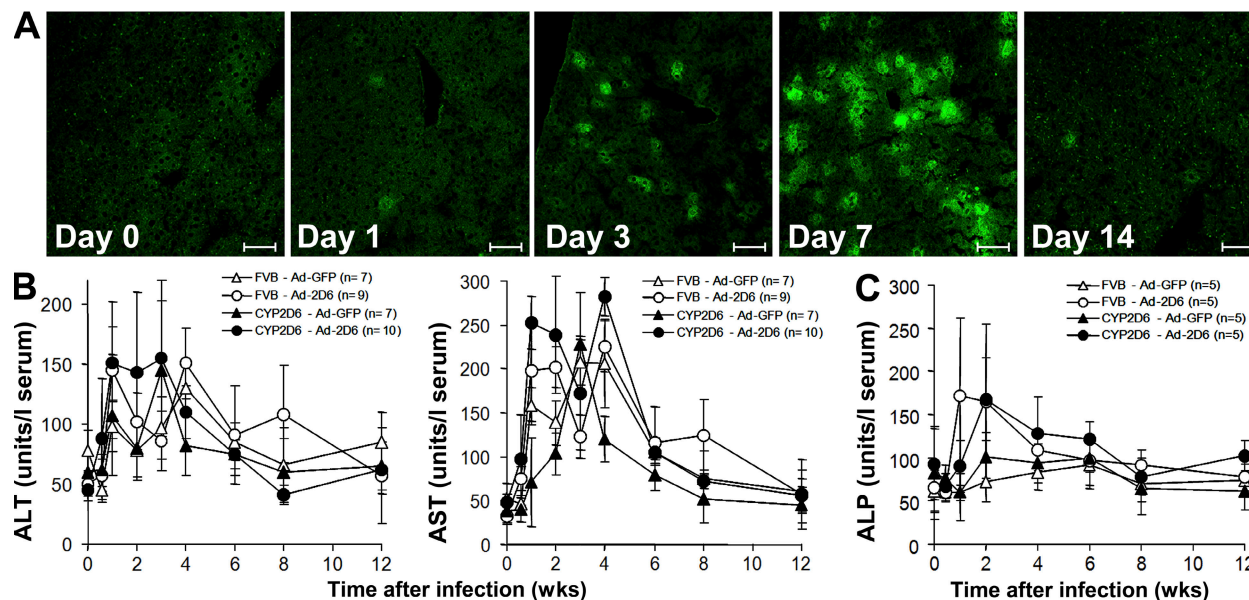 A
Day 0
Day 1
Day 3
Day 7
Day 14
B
ALT (units/l serum)
200
150
100
50
0
FVB - Ad-GFP (n= 7)
FVB - Ad-2D6 (n= 9)
CYP2D6 - Ad-GFP (n= 7)
CYP2D6 - Ad-2D6 (n= 10)
0 2 4 6 8 10 12
AST (units/l serum)
300
250
200
150
100
50
0
FVB - Ad-GFP (n= 7)
FVB - Ad-2D6 (n= 9)
CYP2D6 - Ad-GFP (n= 7)
CYP2D6 - Ad-2D6 (n= 10)
0 2 4 6 8 10 12
Time after infection (wks)
C
ALP (units/l serum)
300
250
200
150
100
50
0
FVB - Ad-GFP (n=5)
FVB - Ad-2D6 (n=5)
CYP2D6 - Ad-GFP (n=5)
CYP2D6 - Ad-2D6 (n=5)
0 2 4 6 8 10 12
Time after infection (wks)